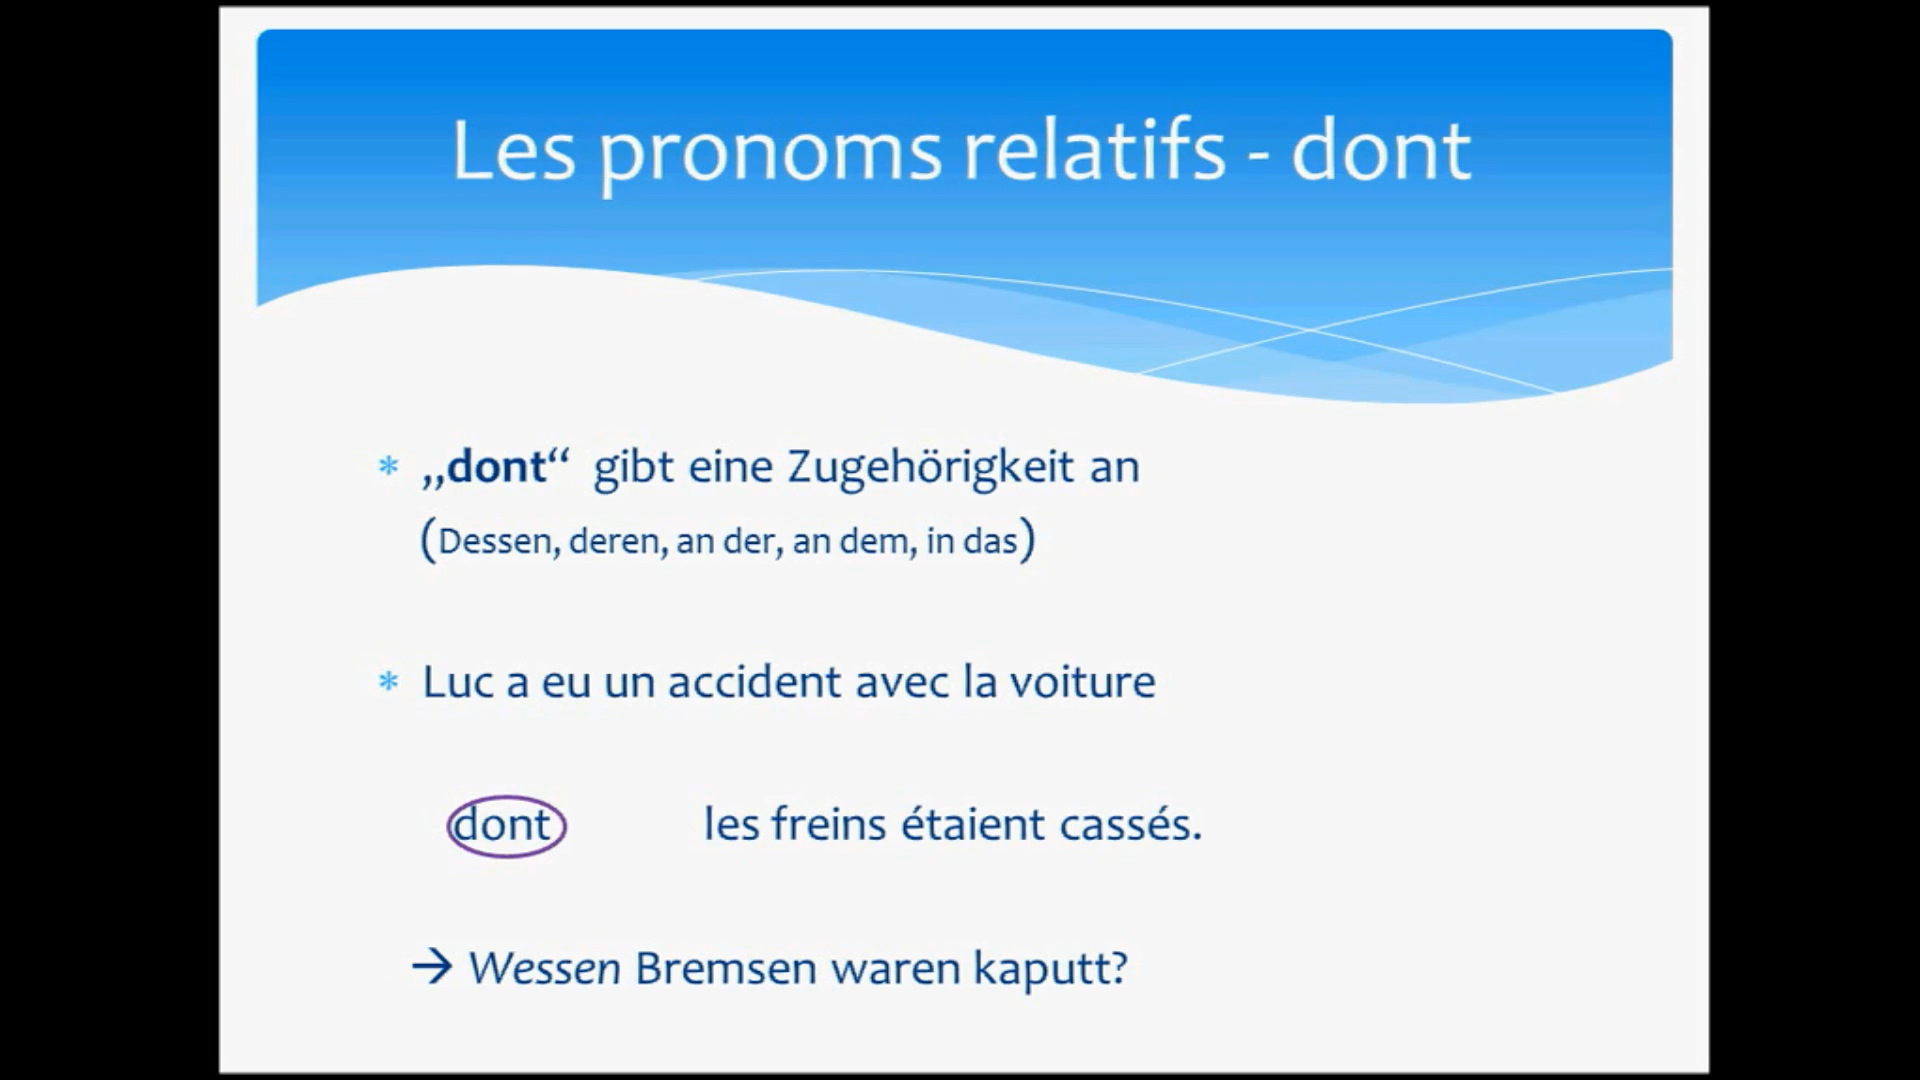 Les pronoms relatifs - dont
* „dont“ gibt eine Zugehörigkeit an
(Dessen, deren, an der, an dem, in das)
* Luc a eu un accident avec la voiture
dont les freins étaient cassés.
→ Wessen Bremsen waren kaputt?